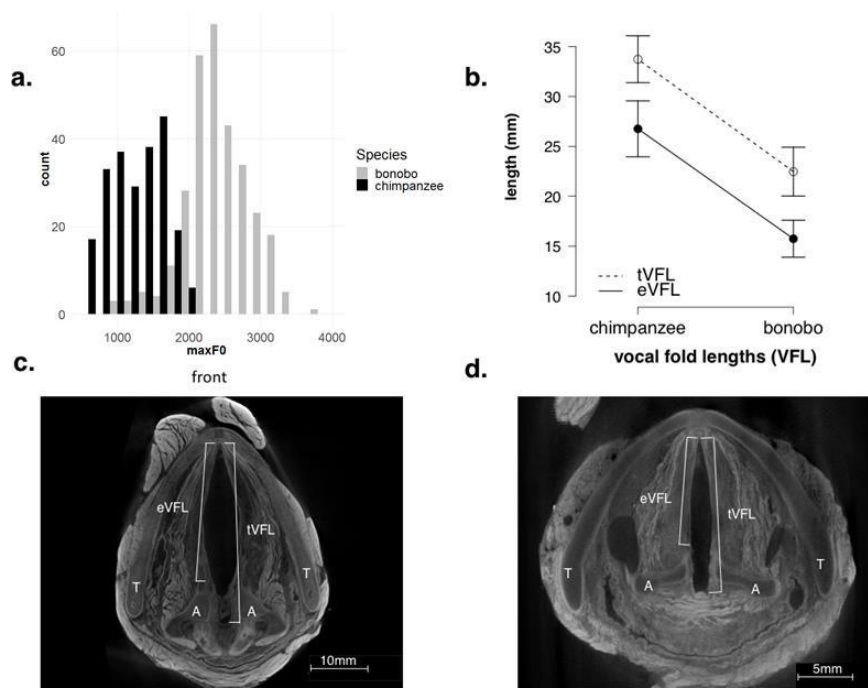 a.
60
40
20
0
count
1000 2000 3000 4000
maxF0
Species
bonobo
chimpanzee
b.
35
30
25
20
15
10
length (mm)
tVFL
eVFL
chimpanzee bonobo
vocal fold lengths (VFL)
c.
front
eVFL
tVFL
T
T
A
A
10mm
d.
eVFL
tVFL
T
T
A
A
5mm